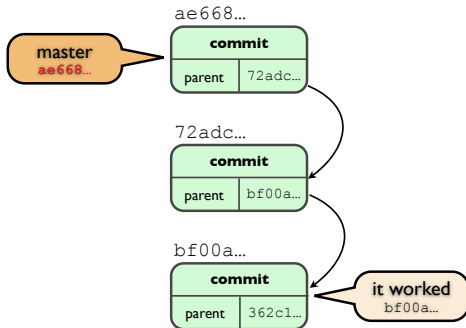 ae668…
commit
parent 72adc…
master
ae668…
72adc…
commit
parent bf00a…
bf00a…
commit
parent 362c1…
it worked
bf00a…